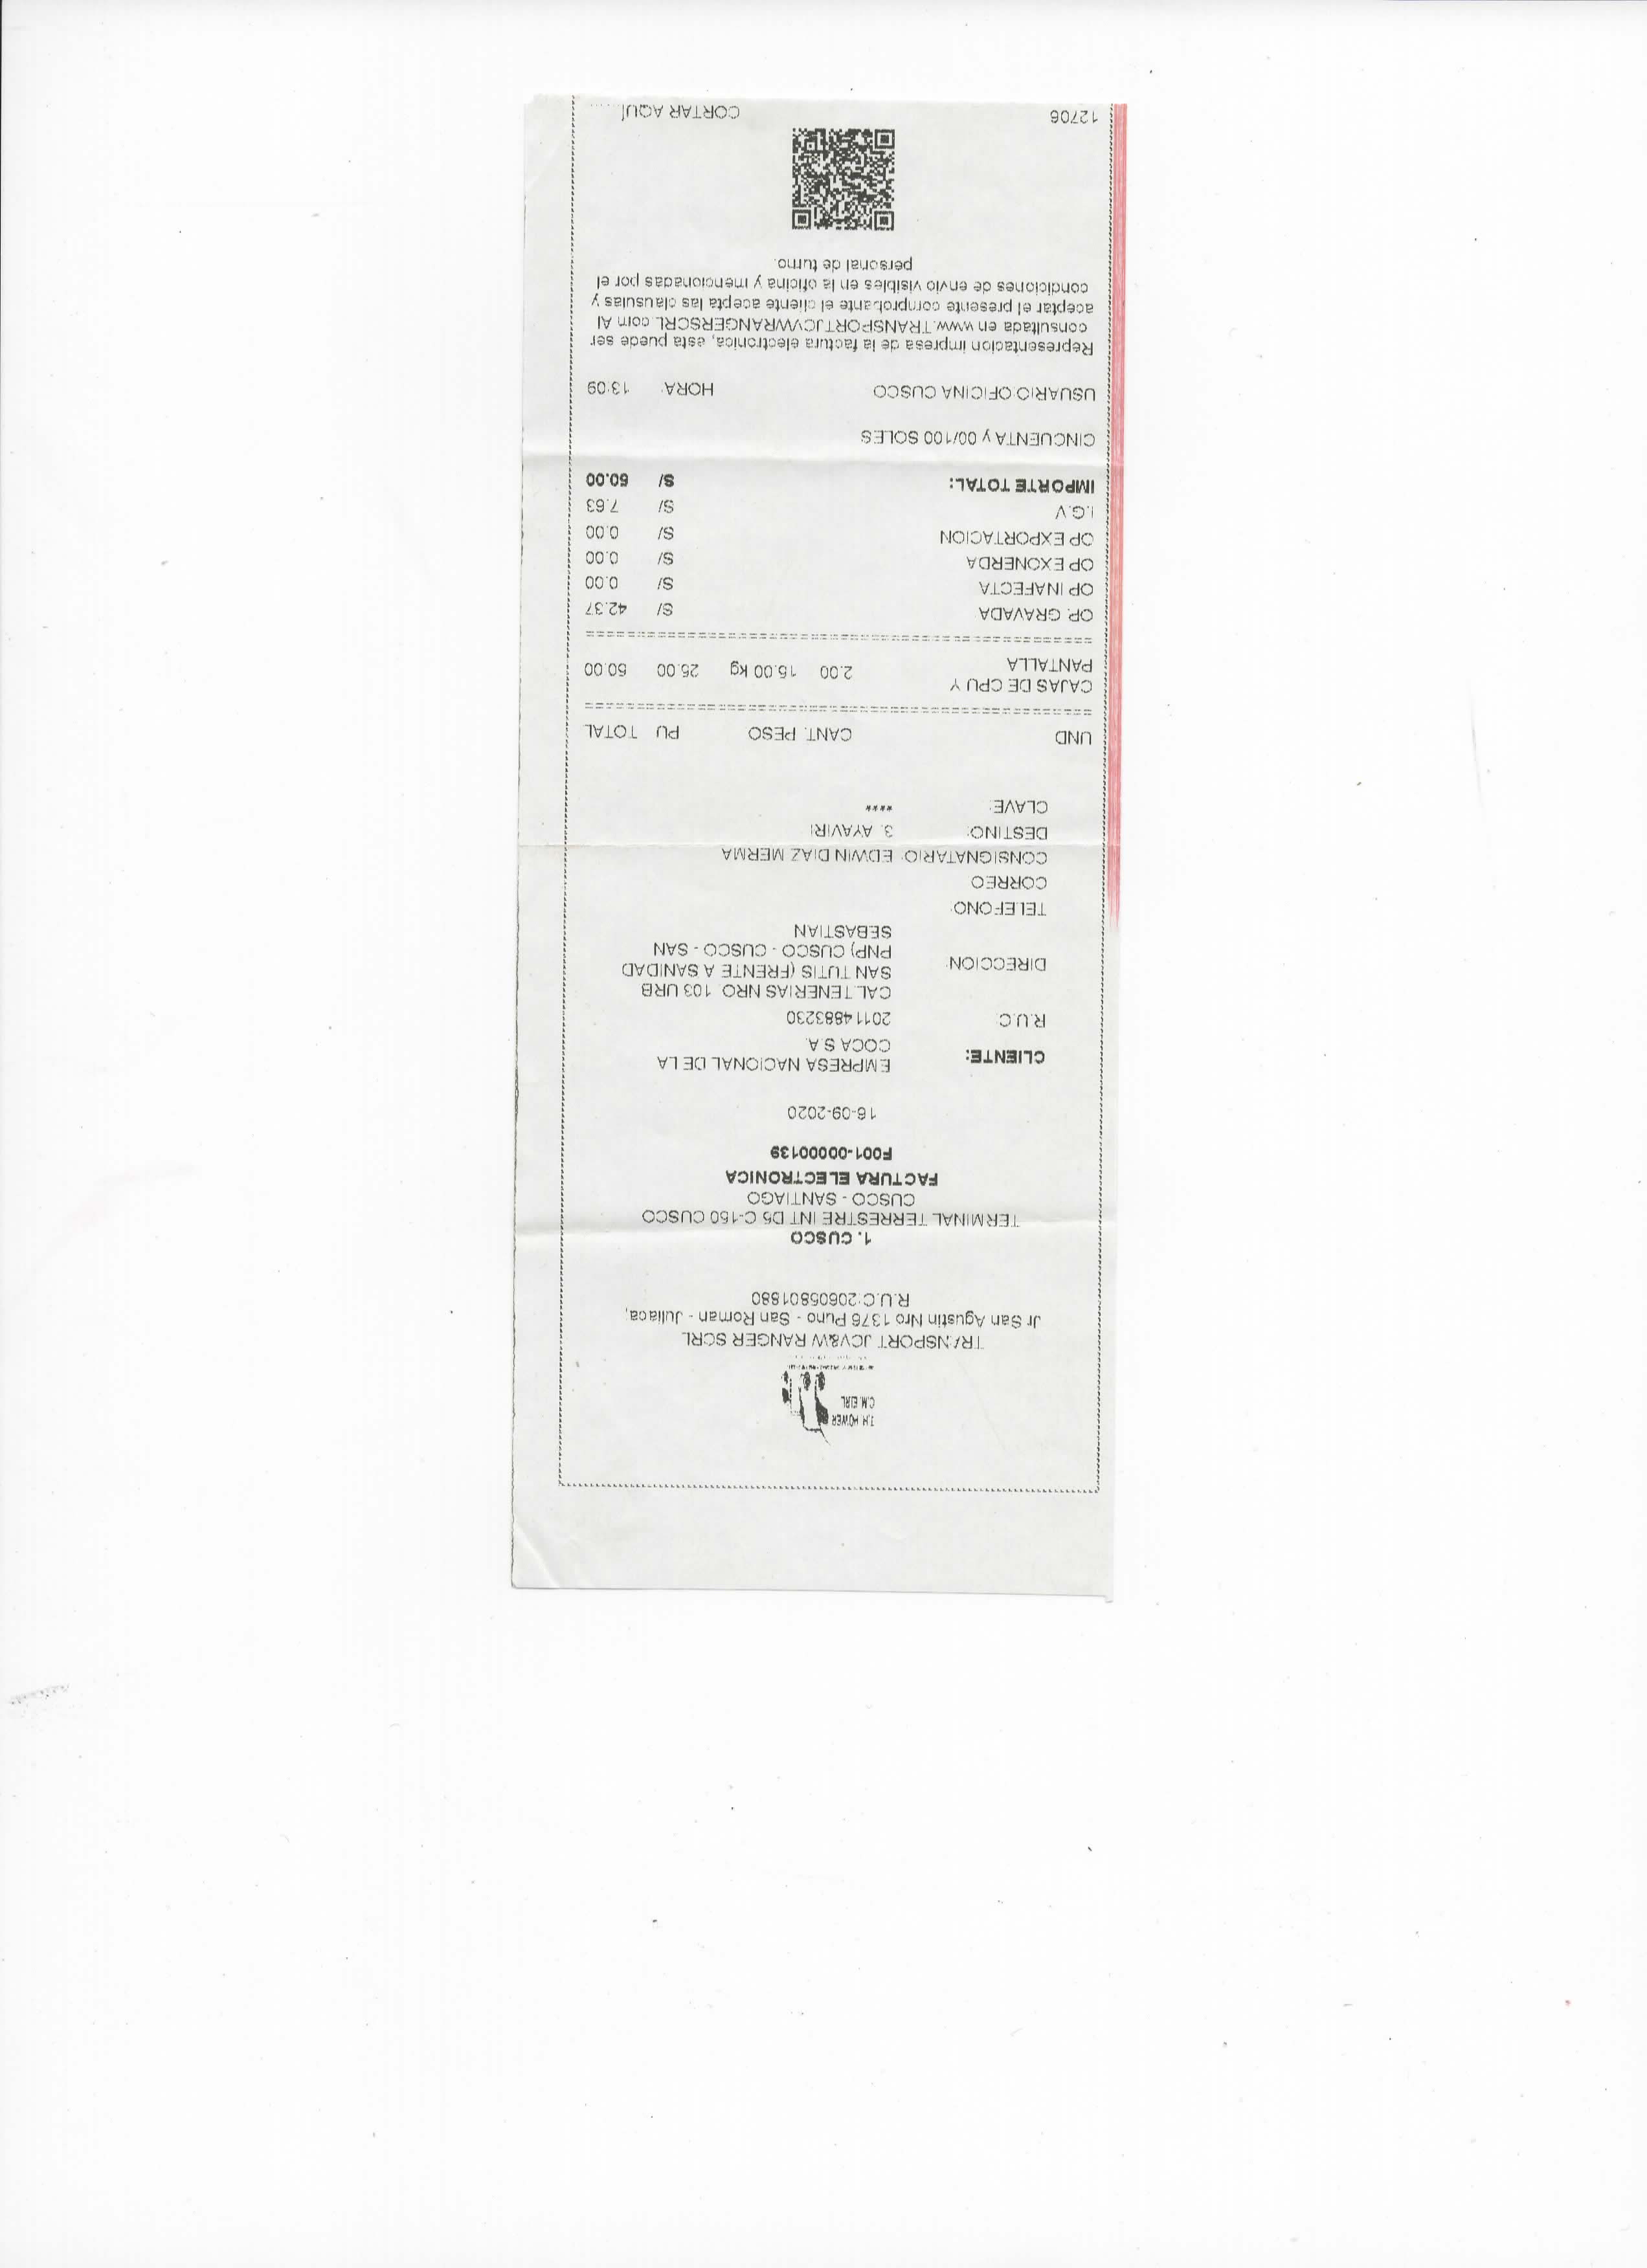 T.H. HOWER
C.M. EIRL
TRANSPORT JCV&W RANGER SCRL
Jr San Agustin Nro 1376 Puno - San Roman - Juliaca,
R.U.C:20605801880
1. CUSCO
TERMINAL TERRESTRE INT D5 C-150 CUSCO
CUSCO - SANTIAGO
FACTURA ELECTRONICA
F001-00000139
16-09-2020
CLIENTE: EMPRESA NACIONAL DE LA
COCA S.A.
R.U.C: 20114883230
DIRECCION: CAL.TENERIAS NRO. 103 URB.
SAN TUTIS (FRENTE A SANIDAD
PNP) CUSCO - CUSCO - SAN
SEBASTIAN
TELEFONO:
CORREO
CONSIGNATARIO: EDWIN DIAZ MERMA
DESTINO: 3. AYAVIRI
CLAVE: ****
UND CANT. PESO PU TOTAL
CAJAS DE CPU Y
PANTALLA 2.00 15.00 kg 25.00 50.00
OP. GRAVADA S/ 42.37
OP INAFECTA S/ 0.00
OP EXONERDA S/ 0.00
OP EXPORTACION S/ 0.00
I.G.V S/ 7.63
IMPORTE TOTAL: S/ 50.00
CINCUENTA y 00/100 SOLES
USUARIO:OFICINA CUSCO HORA: 13:09
Representacion impresa de la factura electronica, esta puede ser
consultada en www.TRANSPORTJCVWRANGERSCRL.com Al
aceptar el presente comprobante el cliente acepta las clausulas y
condiciones de envio visibles en la oficina y mencionadas por el
personal de turno.
12706 CORTAR AQUÍ......